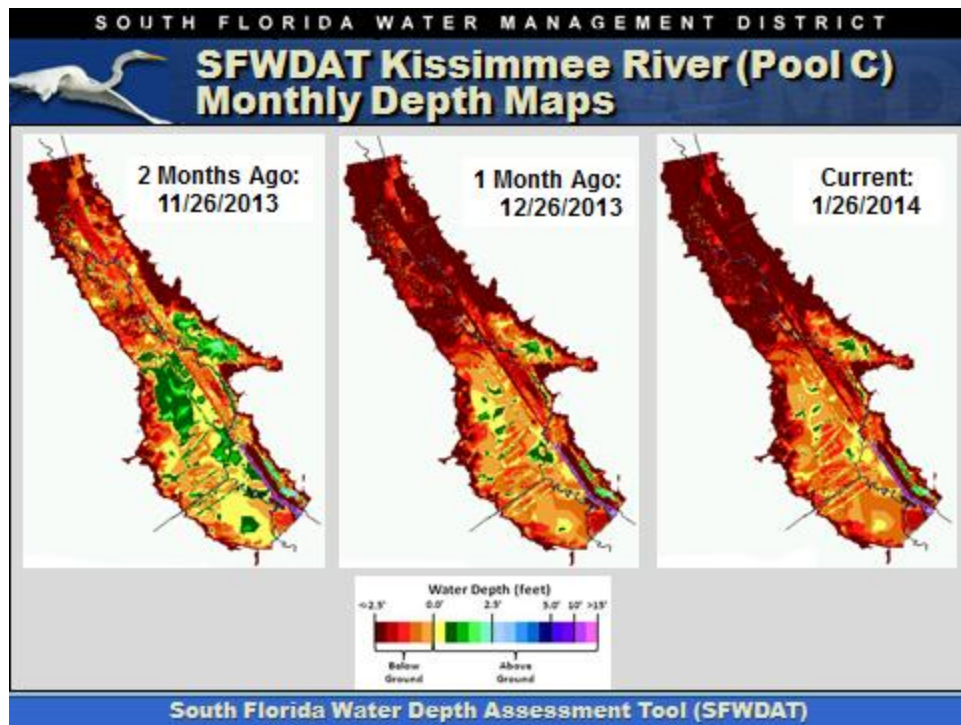 SOUTH FLORIDA WATER MANAGEMENT DISTRICT
SFWDAT Kissimmee River (Pool C)
Monthly Depth Maps
2 Months Ago:
11/26/2013
1 Month Ago:
12/26/2013
Current:
1/26/2014
Water Depth (feet)
<-2.5' 0.0' 2.5' 5.0' 10' >15'
Below
Ground
Above
Ground
South Florida Water Depth Assessment Tool (SFWDAT)